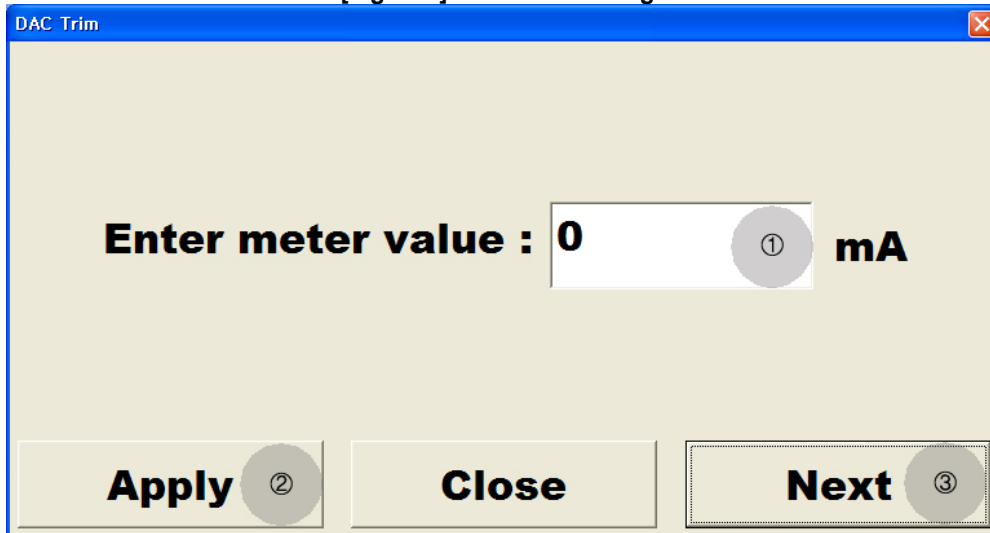 DAC Trim
Enter meter value : 0 ① mA
Apply ② Close Next ③